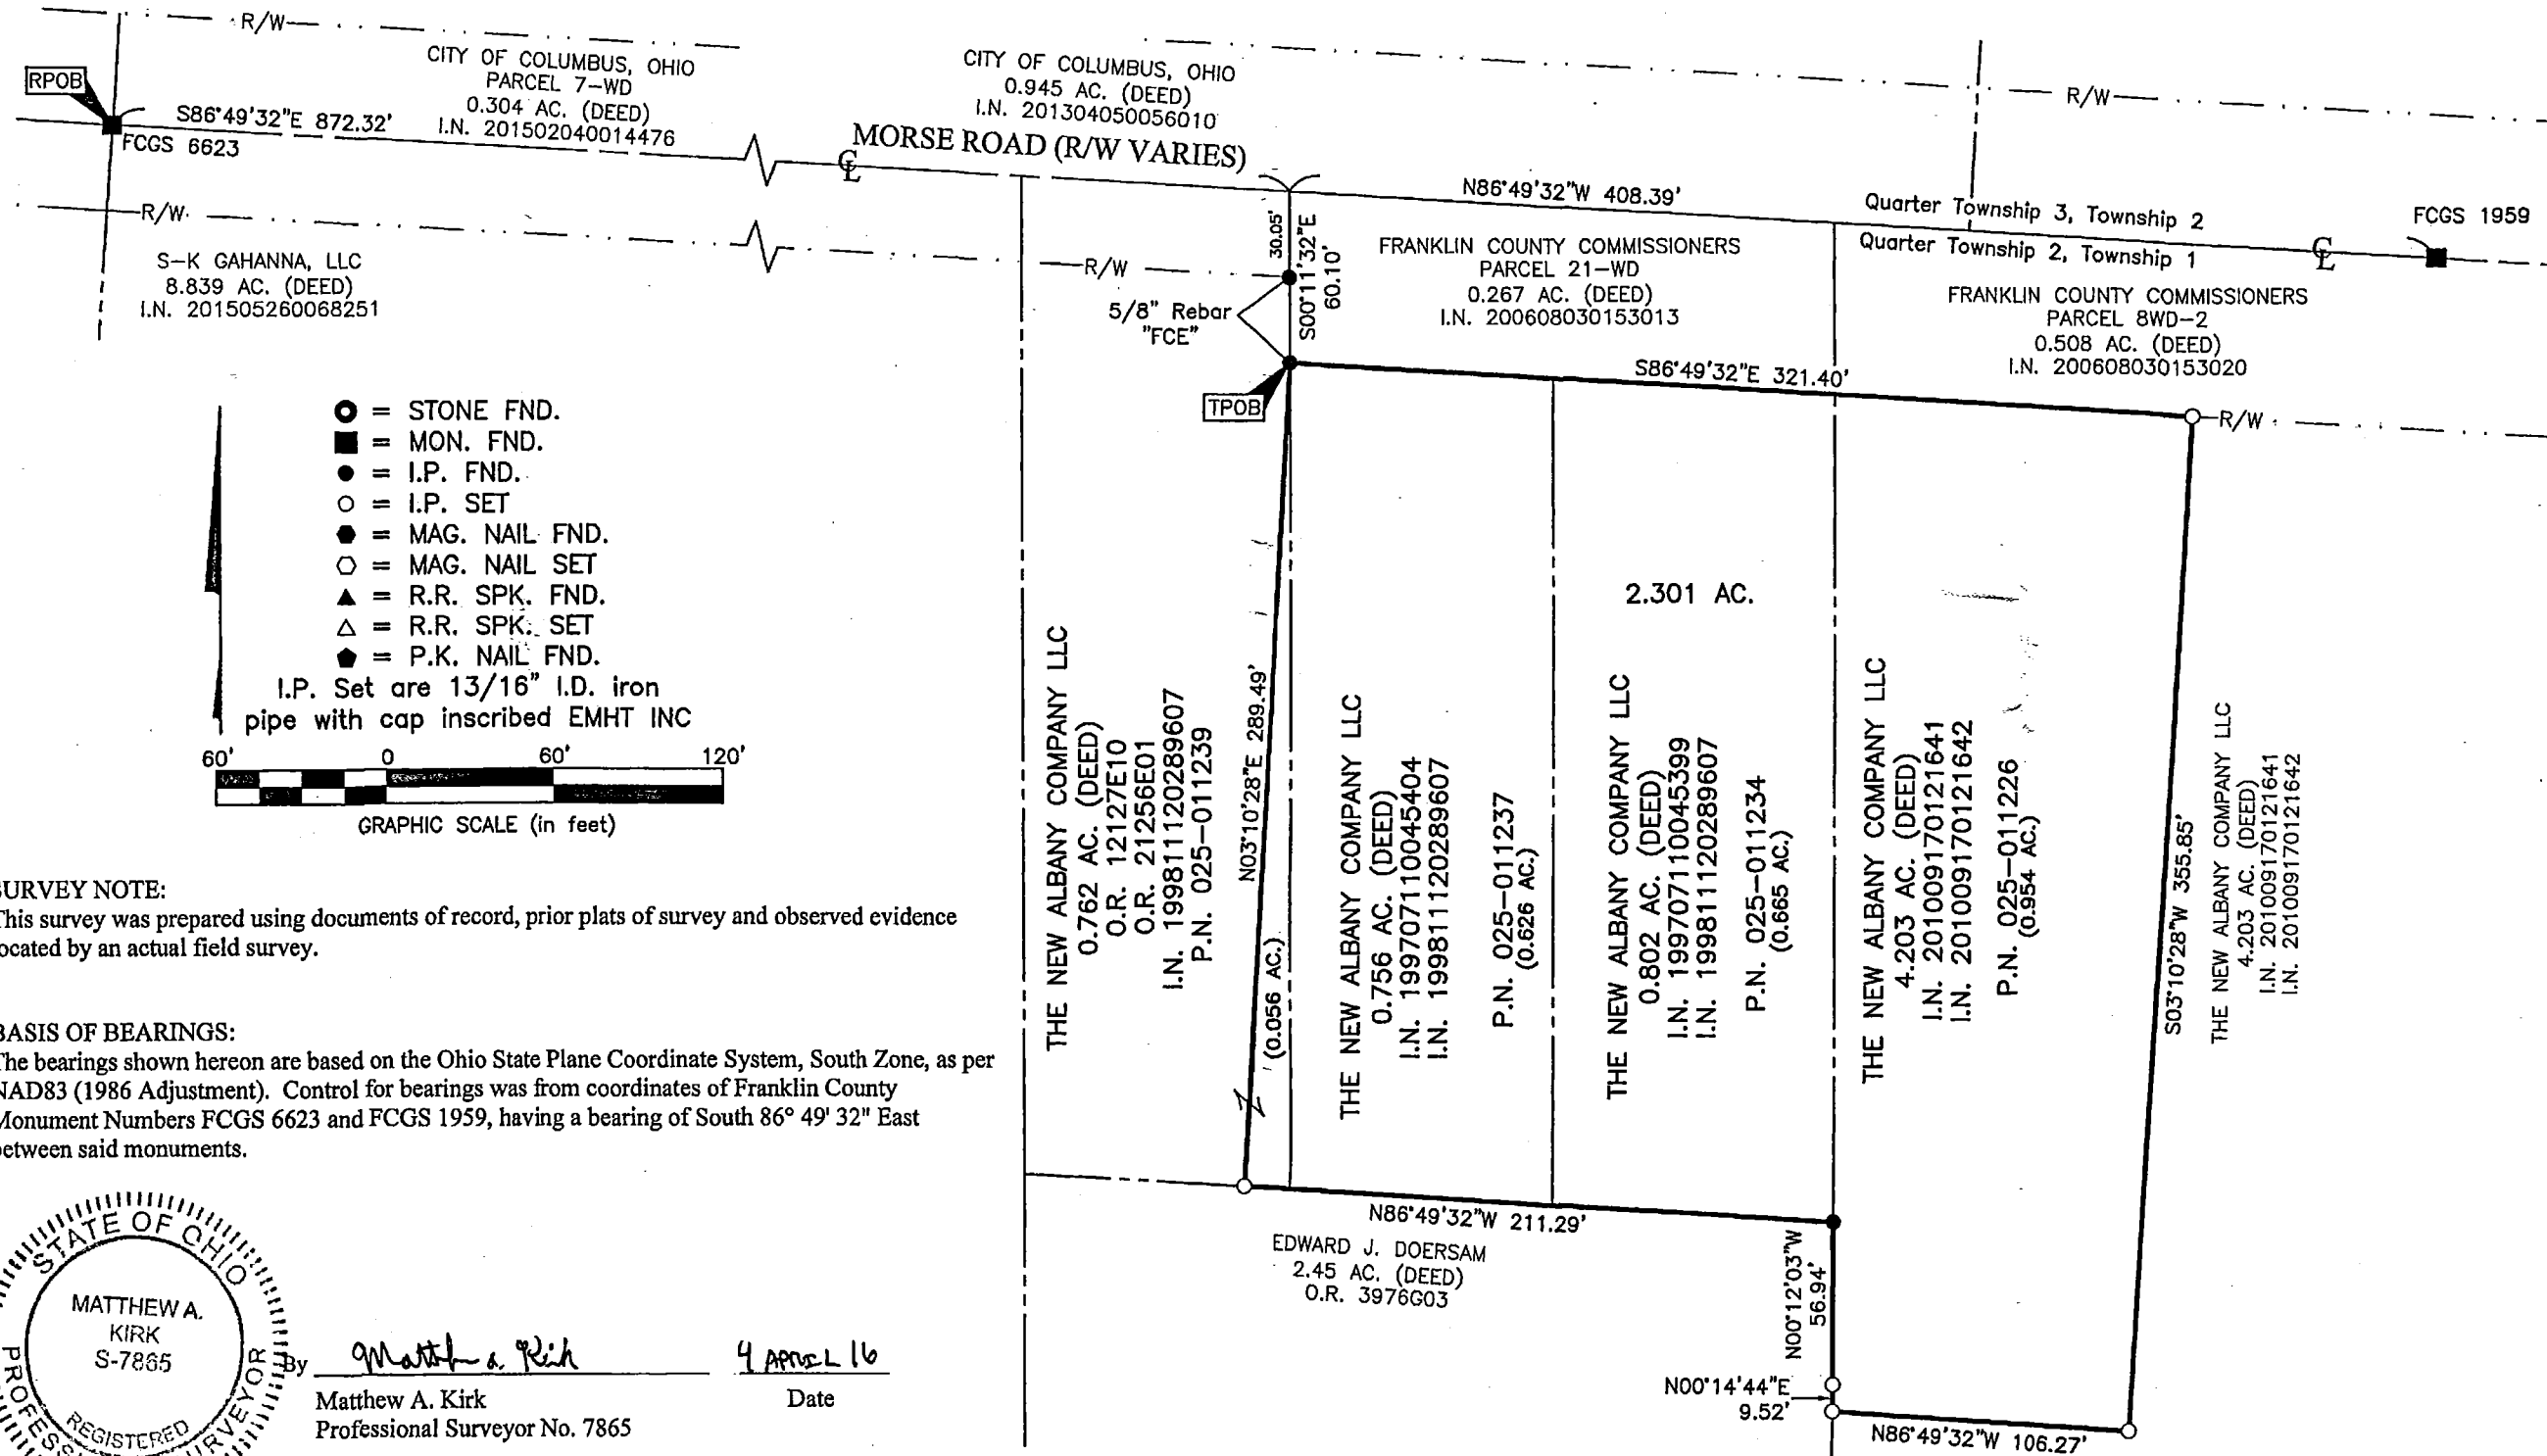 R/W
RPOB
S86°49'32"E 872.32'
FCGS 6623
CITY OF COLUMBUS, OHIO
PARCEL 7-WD
0.304 AC. (DEED)
I.N. 201502040014476
CITY OF COLUMBUS, OHIO
0.945 AC. (DEED)
I.N. 201304050056010
MORSE ROAD (R/W VARIES)
R/W
N86°49'32"W 408.39'
Quarter Township 3, Township 2
Quarter Township 2, Township 1
FCGS 1959
R/W
S-K GAHANNA, LLC
8.839 AC. (DEED)
I.N. 201505260068251
R/W
30.05'
S00°11'32"E
60.10'
5/8" Rebar
"FCE"
FRANKLIN COUNTY COMMISSIONERS
PARCEL 21-WD
0.267 AC. (DEED)
I.N. 200608030153013
FRANKLIN COUNTY COMMISSIONERS
PARCEL 8WD-2
0.508 AC. (DEED)
I.N. 200608030153020
TPOB
S86°49'32"E 321.40'
R/W
= STONE FND.
= MON. FND.
= I.P. FND.
= I.P. SET
= MAG. NAIL FND.
= MAG. NAIL SET
= R.R. SPK. FND.
= R.R. SPK. SET
= P.K. NAIL FND.
I.P. Set are 13/16" I.D. iron
pipe with cap inscribed EMHT INC
60' 0 60' 120'
GRAPHIC SCALE (in feet)
2.301 AC.
THE NEW ALBANY COMPANY LLC
0.762 AC. (DEED)
O.R. 12127E10
O.R. 21256E01
I.N. 199811120289607
P.N. 025-011239
N03°10'28"E 289.49'
(0.056 AC.)
THE NEW ALBANY COMPANY LLC
0.756 AC. (DEED)
I.N. 199707110045404
I.N. 199811120289607
P.N. 025-011237
(0.626 AC.)
THE NEW ALBANY COMPANY LLC
0.802 AC. (DEED)
I.N. 199707110045399
I.N. 199811120289607
P.N. 025-011234
(0.665 AC.)
THE NEW ALBANY COMPANY LLC
4.203 AC. (DEED)
I.N. 201009170121641
I.N. 201009170121642
P.N. 025-011226
(0.954 AC.)
S03°10'28"W 355.85'
THE NEW ALBANY COMPANY LLC
4.203 AC. (DEED)
I.N. 201009170121641
I.N. 201009170121642
SURVEY NOTE:
This survey was prepared using documents of record, prior plats of survey and observed evidence
located by an actual field survey.
BASIS OF BEARINGS:
The bearings shown hereon are based on the Ohio State Plane Coordinate System, South Zone, as per
NAD83 (1986 Adjustment). Control for bearings was from coordinates of Franklin County
Monument Numbers FCGS 6623 and FCGS 1959, having a bearing of South 86° 49' 32" East
between said monuments.
N86°49'32"W 211.29'
EDWARD J. DOERSAM
2.45 AC. (DEED)
O.R. 3976G03
N00°12'03"W
56.94'
N00°14'44"E
9.52'
N86°49'32"W 106.27'
STATE OF OHIO
MATTHEW A.
KIRK
S-7865
REGISTERED
PROFESSIONAL SURVEYOR
By Matthew A. Kirk 4 APRIL 16
Matthew A. Kirk Date
Professional Surveyor No. 7865